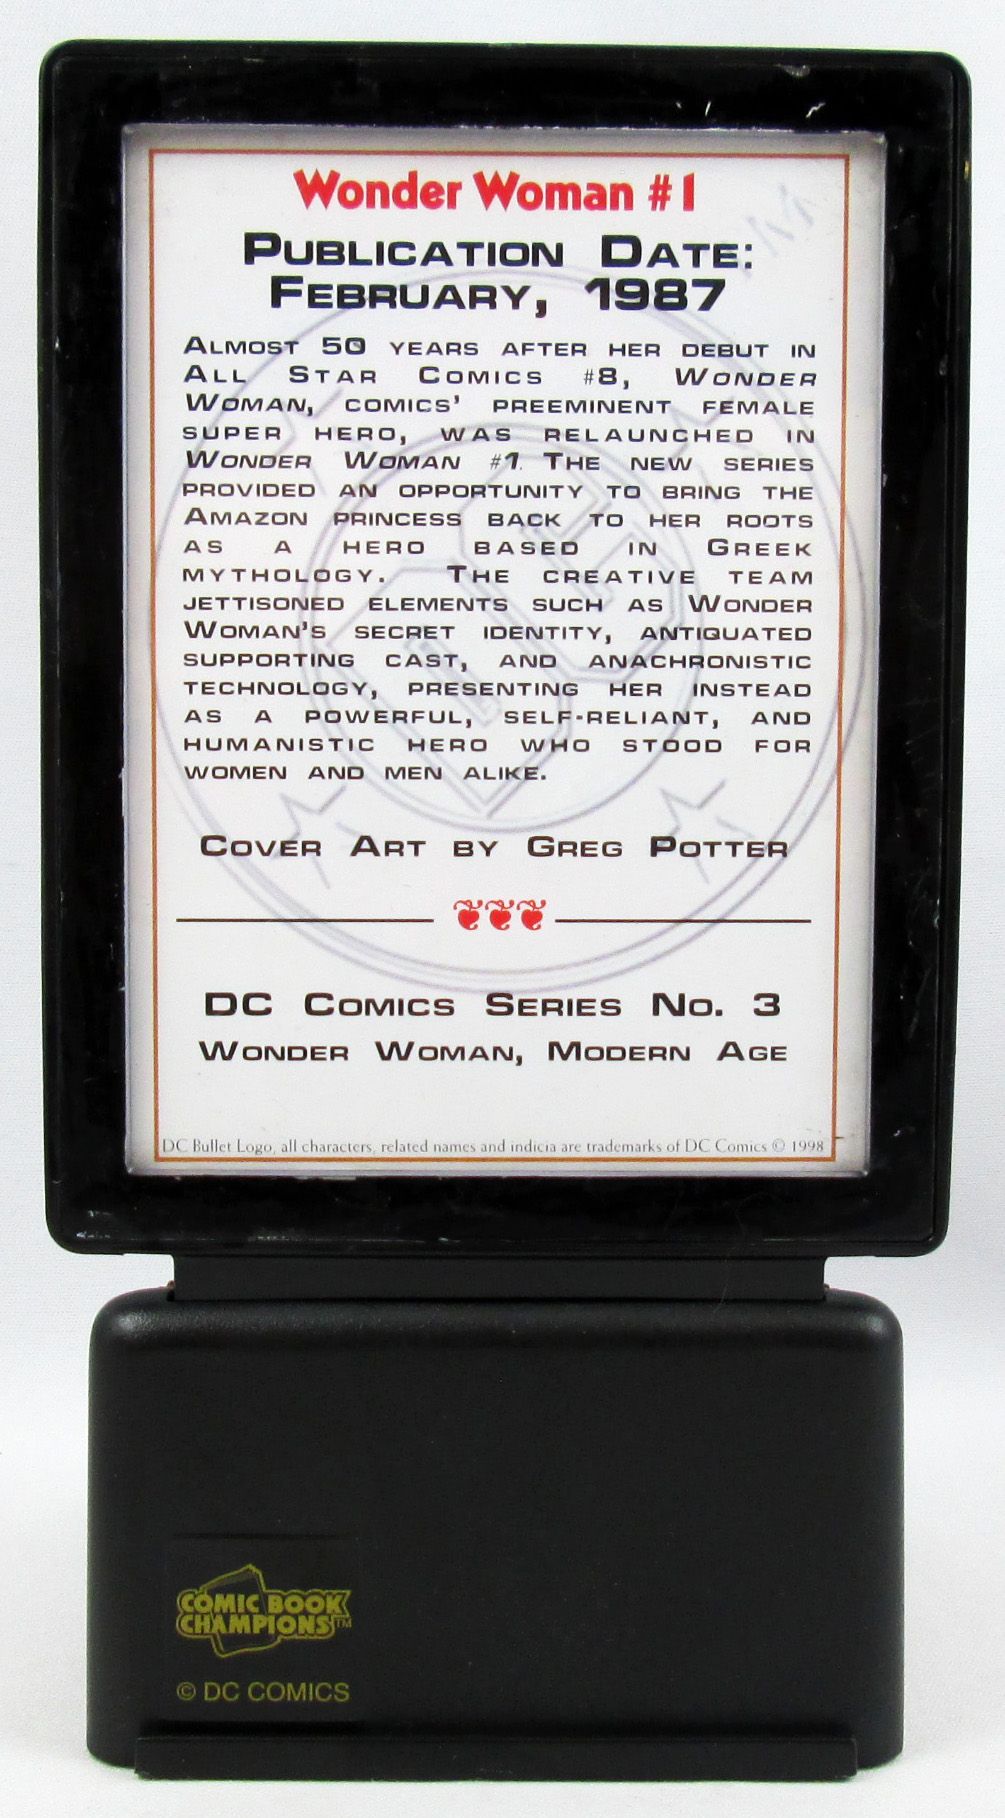 Wonder Woman #1
PUBLICATION DATE:
FEBRUARY, 1987
ALMOST 50 YEARS AFTER HER DEBUT IN
ALL STAR COMICS #8, WONDER
WOMAN, COMICS' PREEMINENT FEMALE
SUPER HERO, WAS RELAUNCHED IN
WONDER WOMAN #1. THE NEW SERIES
PROVIDED AN OPPORTUNITY TO BRING THE
AMAZON PRINCESS BACK TO HER ROOTS
AS A HERO BASED IN GREEK
MYTHOLOGY. THE CREATIVE TEAM
JETTISONED ELEMENTS SUCH AS WONDER
WOMAN'S SECRET IDENTITY, ANTIQUATED
SUPPORTING CAST, AND ANACHRONISTIC
TECHNOLOGY, PRESENTING HER INSTEAD
AS A POWERFUL, SELF-RELIANT, AND
HUMANISTIC HERO WHO STOOD FOR
WOMEN AND MEN ALIKE.
COVER ART BY GREG POTTER
DC COMICS SERIES NO. 3
WONDER WOMAN, MODERN AGE
DC Bullet Logo, all characters, related names and indicia are trademarks of DC Comics © 1998
COMIC BOOK
CHAMPIONS™
© DC COMICS